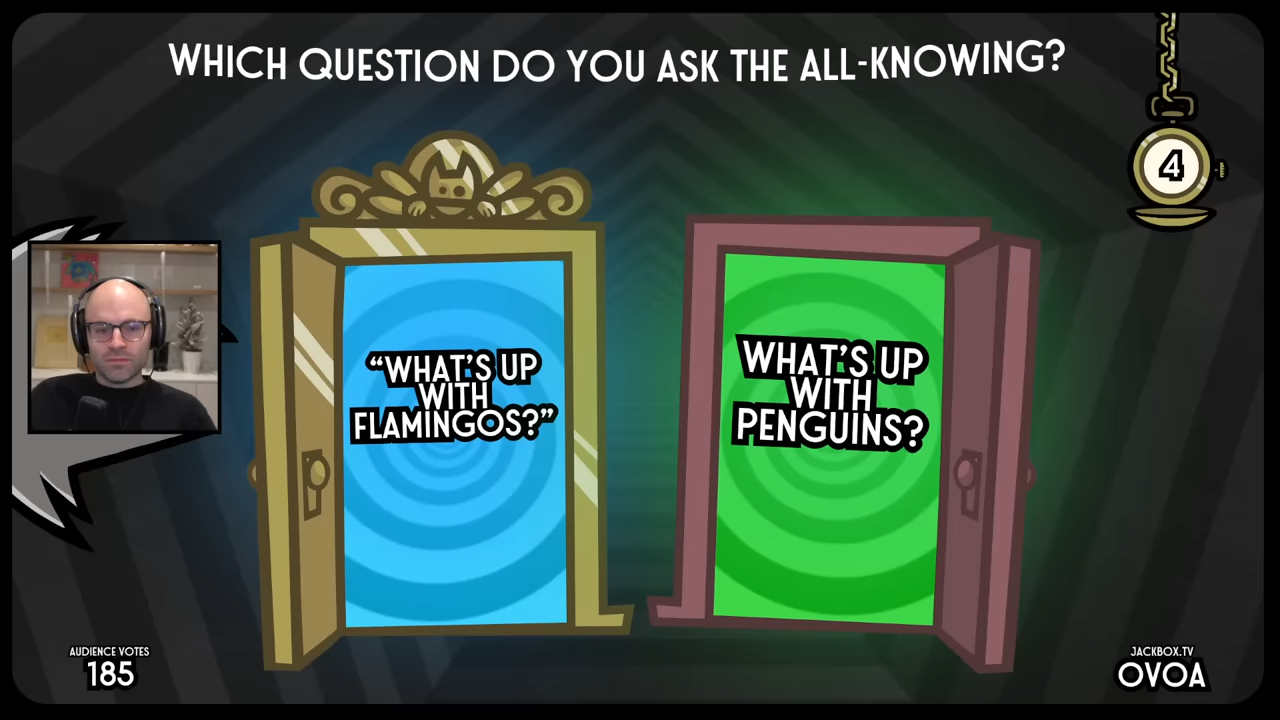 WHICH QUESTION DO YOU ASK THE ALL-KNOWING?
4
“WHAT’S UP
WITH
FLAMINGOS?”
WHAT’S UP
WITH
PENGUINS?
AUDIENCE VOTES
185
JACKBOX.TV
OVOA